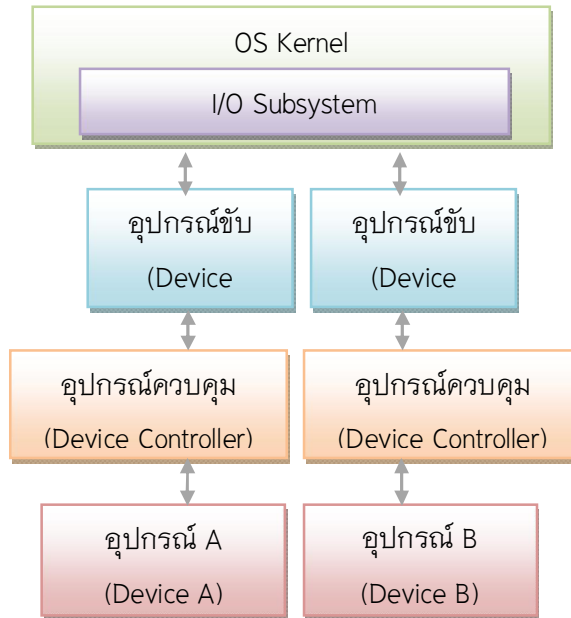 OS Kernel
I/O Subsystem
อุปกรณ์ขับ
(Device
อุปกรณ์ขับ
(Device
อุปกรณ์ควบคุม
(Device Controller)
อุปกรณ์ควบคุม
(Device Controller)
อุปกรณ์ A
(Device A)
อุปกรณ์ B
(Device B)